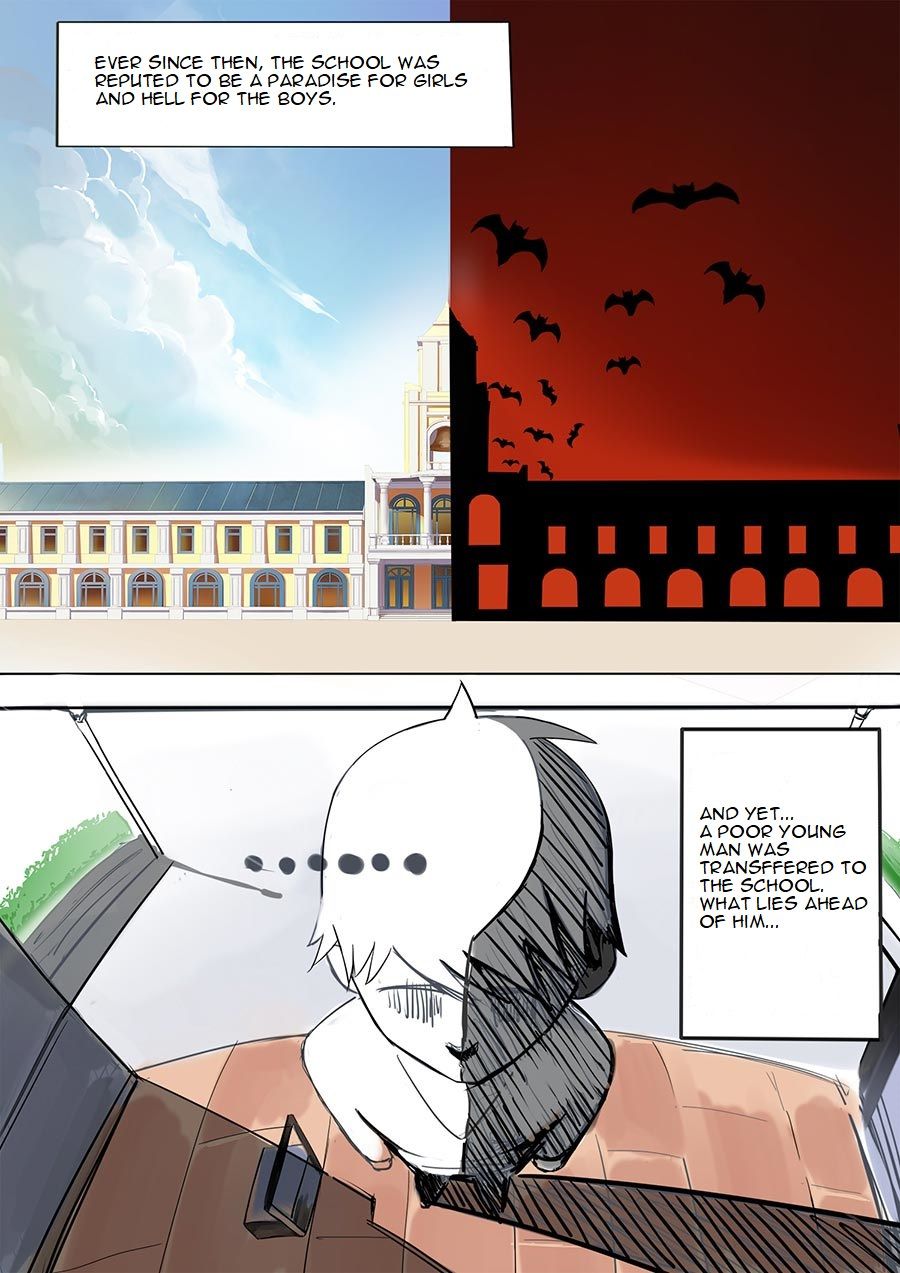 EVER SINCE THEN, THE SCHOOL WAS
REPUTED TO BE A PARADISE FOR GIRLS
AND HELL FOR THE BOYS.
AND YET...
A POOR YOUNG
MAN WAS
TRANSFFERED TO
THE SCHOOL.
WHAT LIES AHEAD
OF HIM...